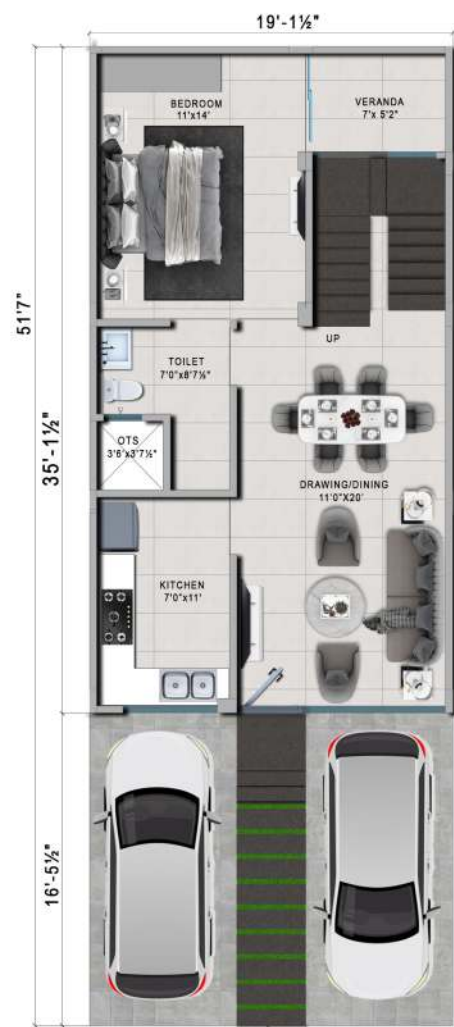 19'-1½"
BEDROOM
11'x14'
VERANDA
7'x 5'2"
51'7"
35'-1½"
UP
TOILET
7'0"x8'7½"
OTS
3'6'x3'7½"
DRAWING/DINING
11'0"X20'
KITCHEN
7'0"x11'
16'-5½"